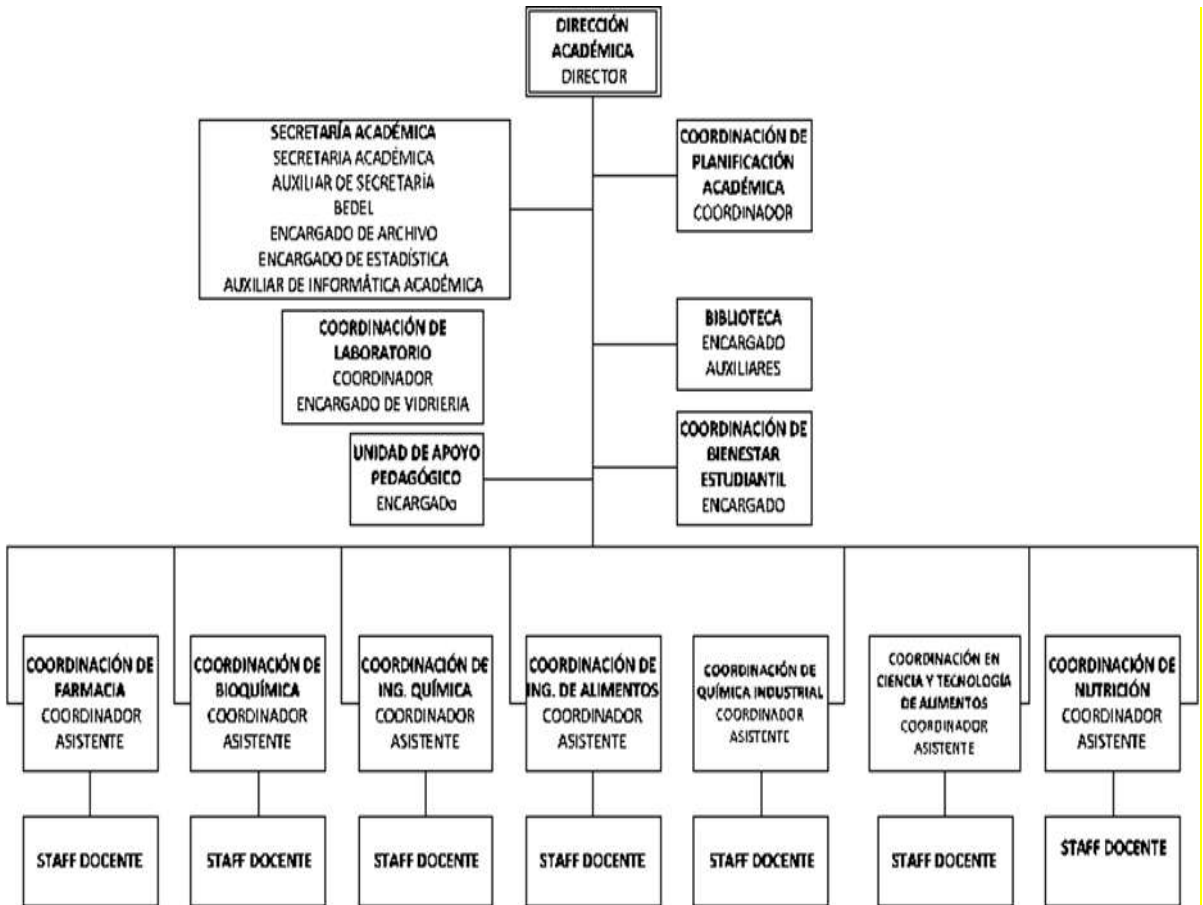 DIRECCIÓN
ACADÉMICA
DIRECTOR
SECRETARÍA ACADÉMICA
SECRETARIA ACADÉMICA
AUXILIAR DE SECRETARÍA
BEDEL
ENCARGADO DE ARCHIVO
ENCARGADO DE ESTADÍSTICA
AUXILIAR DE INFORMÁTICA ACADÉMICA
COORDINACIÓN DE
PLANIFICACIÓN
ACADÉMICA
COORDINADOR
COORDINACIÓN DE
LABORATORIO
COORDINADOR
ENCARGADO DE VIDRIERIA
BIBLIOTECA
ENCARGADO
AUXILIARES
UNIDAD DE APOYO
PEDAGÓGICO
ENCARGADo
COORDINACIÓN DE
BIENESTAR
ESTUDIANTIL
ENCARGADO
COORDINACIÓN DE
FARMACIA
COORDINADOR
ASISTENTE
COORDINACIÓN DE
BIOQUÍMICA
COORDINADOR
ASISTENTE
COORDINACIÓN DE
ING. QUÍMICA
COORDINADOR
ASISTENTE
COORDINACIÓN DE
ING. DE ALIMENTOS
COORDINADOR
ASISTENTE
COORDINACIÓN DE
QUÍMICA INDUSTRIAL
COORDINADOR
ASISTENTE
COORDINACIÓN EN
CIENCIA Y TECNOLOGÍA
DE ALIMENTOS
COORDINADOR
ASISTENTE
COORDINACIÓN DE
NUTRICIÓN
COORDINADOR
ASISTENTE
STAFF DOCENTE
STAFF DOCENTE
STAFF DOCENTE
STAFF DOCENTE
STAFF DOCENTE
STAFF DOCENTE
STAFF DOCENTE